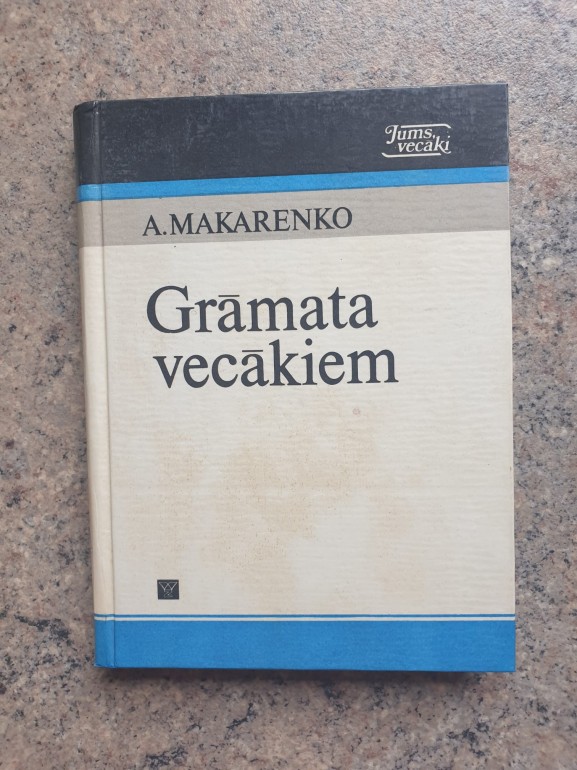 Jums,
vecāki
A.MAKARENKO
Grāmata
vecākiem